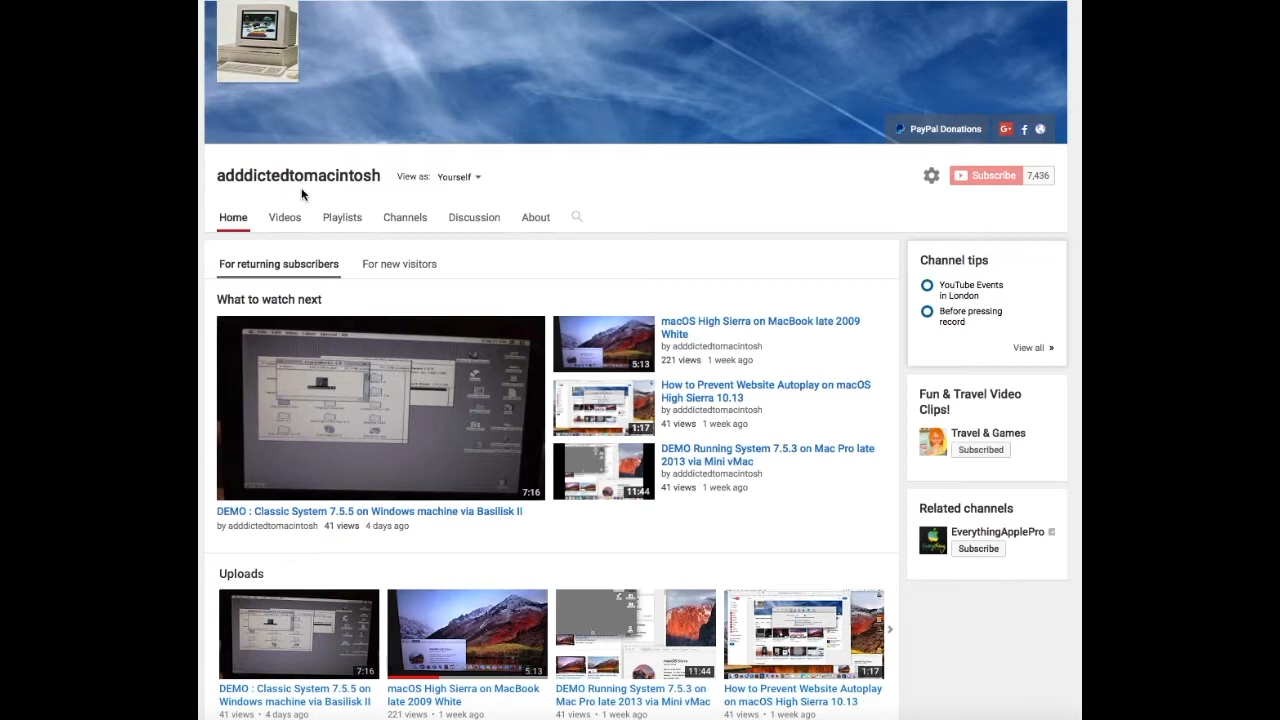 PayPal Donations
adddictedtomacintosh View as: Yourself
Subscribe 7,436
Home Videos Playlists Channels Discussion About
For returning subscribers For new visitors
What to watch next
7:16
DEMO : Classic System 7.5.5 on Windows machine via Basilisk II
by adddictedtomacintosh 41 views 4 days ago
5:13
macOS High Sierra on MacBook late 2009
White
by adddictedtomacintosh
221 views 1 week ago
1:17
How to Prevent Website Autoplay on macOS
High Sierra 10.13
by adddictedtomacintosh
41 views 1 week ago
11:44
DEMO Running System 7.5.3 on Mac Pro late
2013 via Mini vMac
by adddictedtomacintosh
41 views 1 week ago
Channel tips
YouTube Events
in London
Before pressing
record
View all »
Fun & Travel Video
Clips!
Travel & Games
Subscribed
Related channels
EverythingApplePro
Subscribe
Uploads
7:16
DEMO : Classic System 7.5.5 on
Windows machine via Basilisk II
41 views • 4 days ago
5:13
macOS High Sierra on MacBook
late 2009 White
221 views • 1 week ago
11:44
DEMO Running System 7.5.3 on
Mac Pro late 2013 via Mini vMac
41 views • 1 week ago
1:17
How to Prevent Website Autoplay
on macOS High Sierra 10.13
41 views • 1 week ago